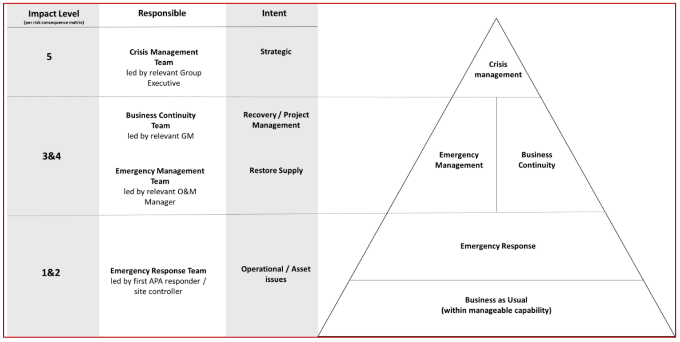 Impact Level
(per risk consequence matrix)
Responsible
Intent
5
Crisis Management
Team
led by relevant Group
Executive
Strategic
Crisis
management
3&4
Business Continuity
Team
led by relevant GM
Recovery / Project
Management
Emergency Management
Team
led by relevant O&M
Manager
Restore Supply
Emergency
Management
Business
Continuity
1&2
Emergency Response Team
led by first APA responder /
site controller
Operational / Asset
issues
Emergency Response
Business as Usual
(within manageable capability)